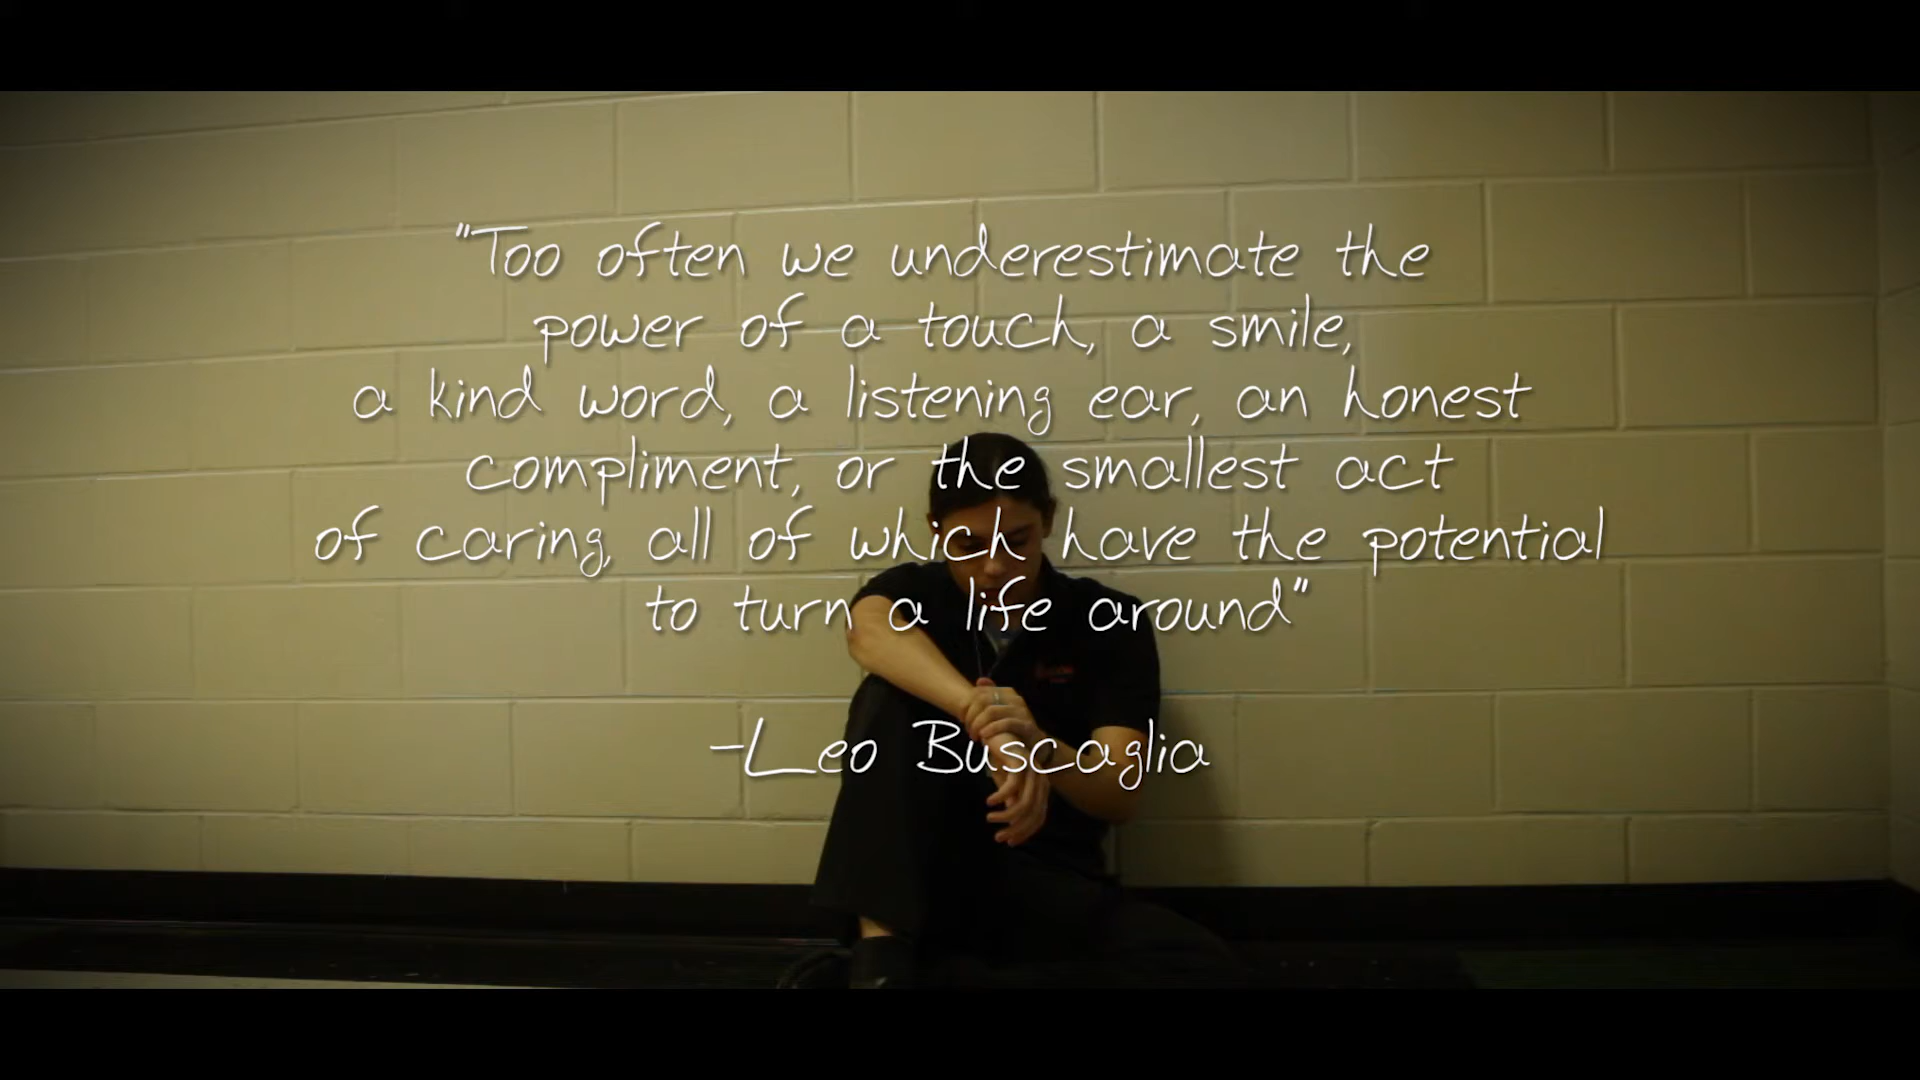 "Too often we underestimate the
power of a touch, a smile,
a kind word, a listening ear, an honest
compliment, or the smallest act
of caring, all of which have the potential
to turn a life around"
-Leo Buscaglia